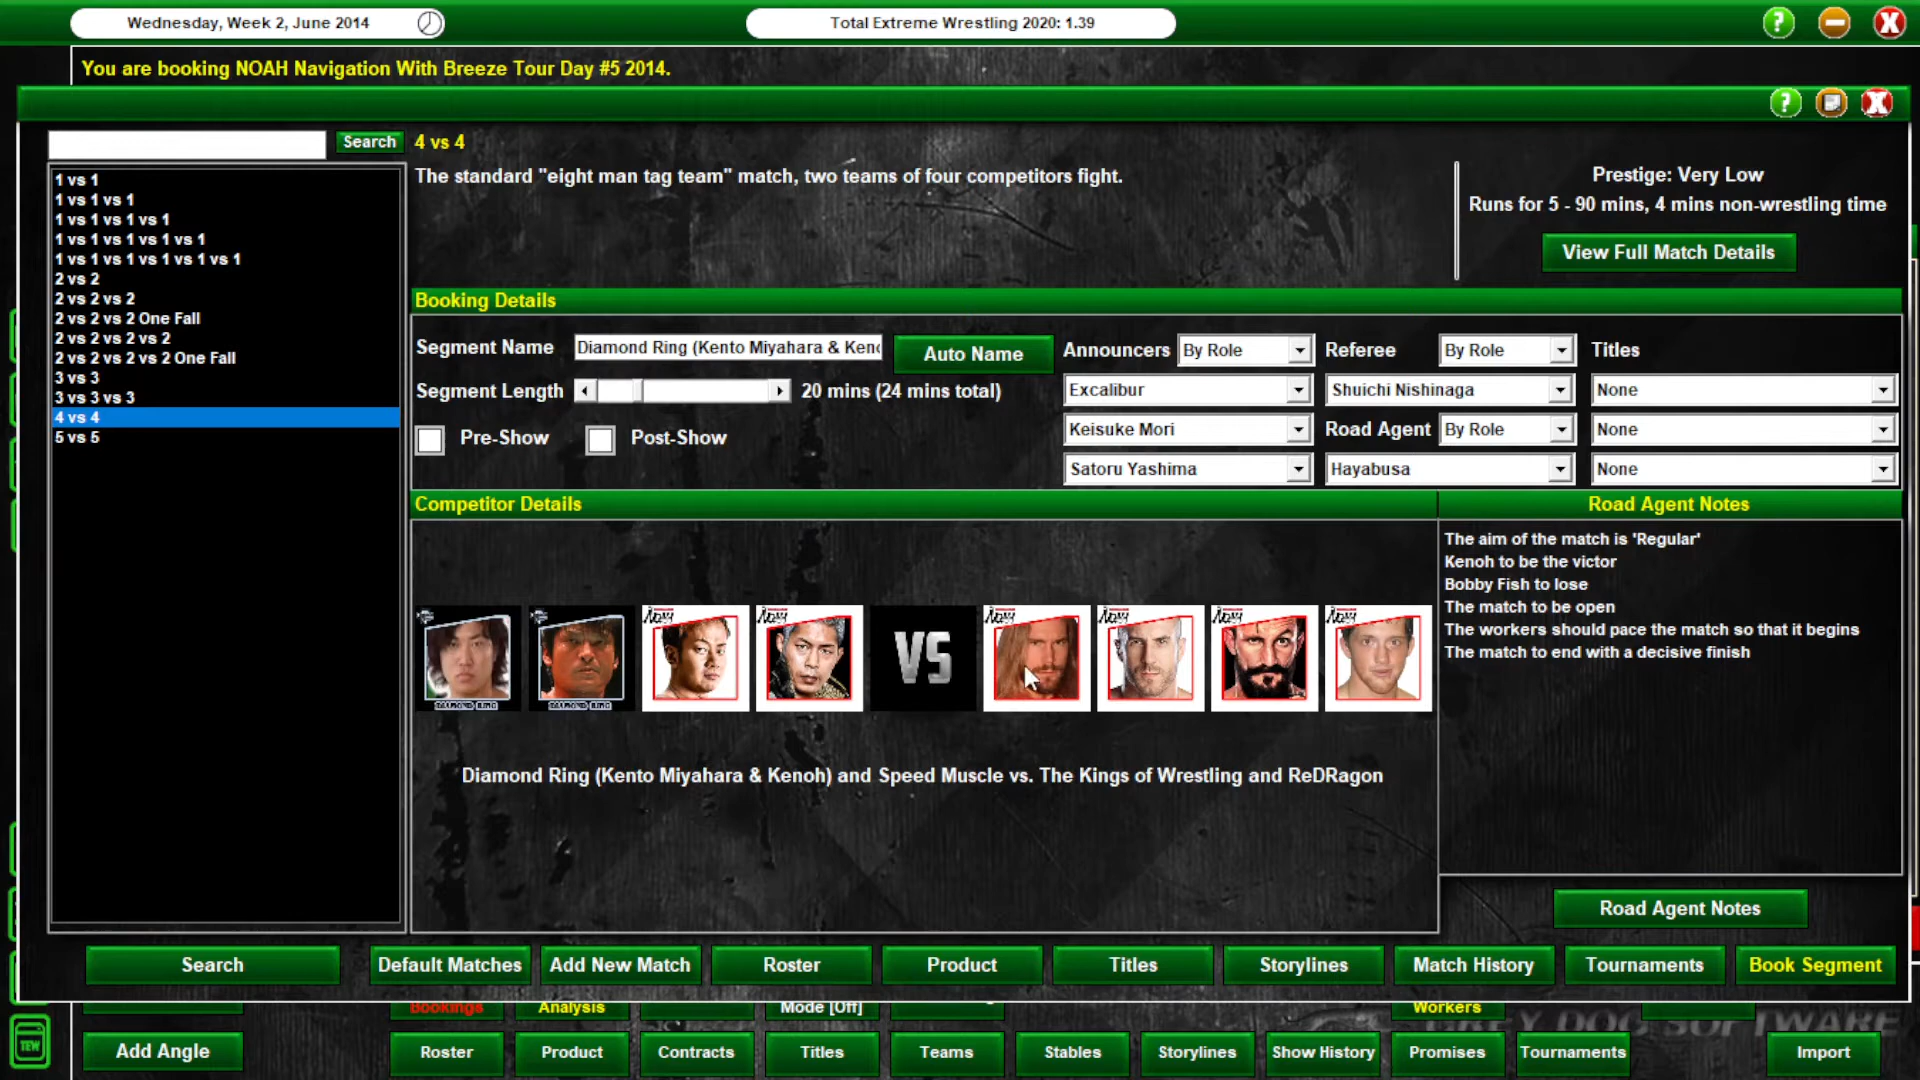 Wednesday, Week 2, June 2014
Total Extreme Wrestling 2020: 1.39
You are booking NOAH Navigation With Breeze Tour Day #5 2014.
Search
4 vs 4
The standard "eight man tag team" match, two teams of four competitors fight.
Prestige: Very Low
Runs for 5 - 90 mins, 4 mins non-wrestling time
View Full Match Details
1 vs 1
1 vs 1 vs 1
1 vs 1 vs 1 vs 1
1 vs 1 vs 1 vs 1 vs 1
1 vs 1 vs 1 vs 1 vs 1 vs 1
2 vs 2
2 vs 2 vs 2
2 vs 2 vs 2 One Fall
2 vs 2 vs 2 vs 2
2 vs 2 vs 2 vs 2 One Fall
3 vs 3
3 vs 3 vs 3
4 vs 4
5 vs 5
Booking Details
Segment Name
Diamond Ring (Kento Miyahara & Keno
Auto Name
Announcers
By Role
Referee
By Role
Titles
Segment Length
20 mins (24 mins total)
Excalibur
Shuichi Nishinaga
None
Pre-Show
Post-Show
Keisuke Mori
Road Agent
By Role
None
Satoru Yashima
Hayabusa
None
Competitor Details
Road Agent Notes
The aim of the match is 'Regular'
Kenoh to be the victor
Bobby Fish to lose
The match to be open
The workers should pace the match so that it begins
The match to end with a decisive finish
DIAMOND RING
DIAMOND RING
VS
Diamond Ring (Kento Miyahara & Kenoh) and Speed Muscle vs. The Kings of Wrestling and ReDRagon
Road Agent Notes
Search
Default Matches
Add New Match
Roster
Product
Titles
Storylines
Match History
Tournaments
Book Segment
Bookings
Analysis
Mode [Off]
Workers
GREY DOG SOFTWARE
TEW
Add Angle
Roster
Product
Contracts
Titles
Teams
Stables
Storylines
Show History
Promises
Tournaments
Import